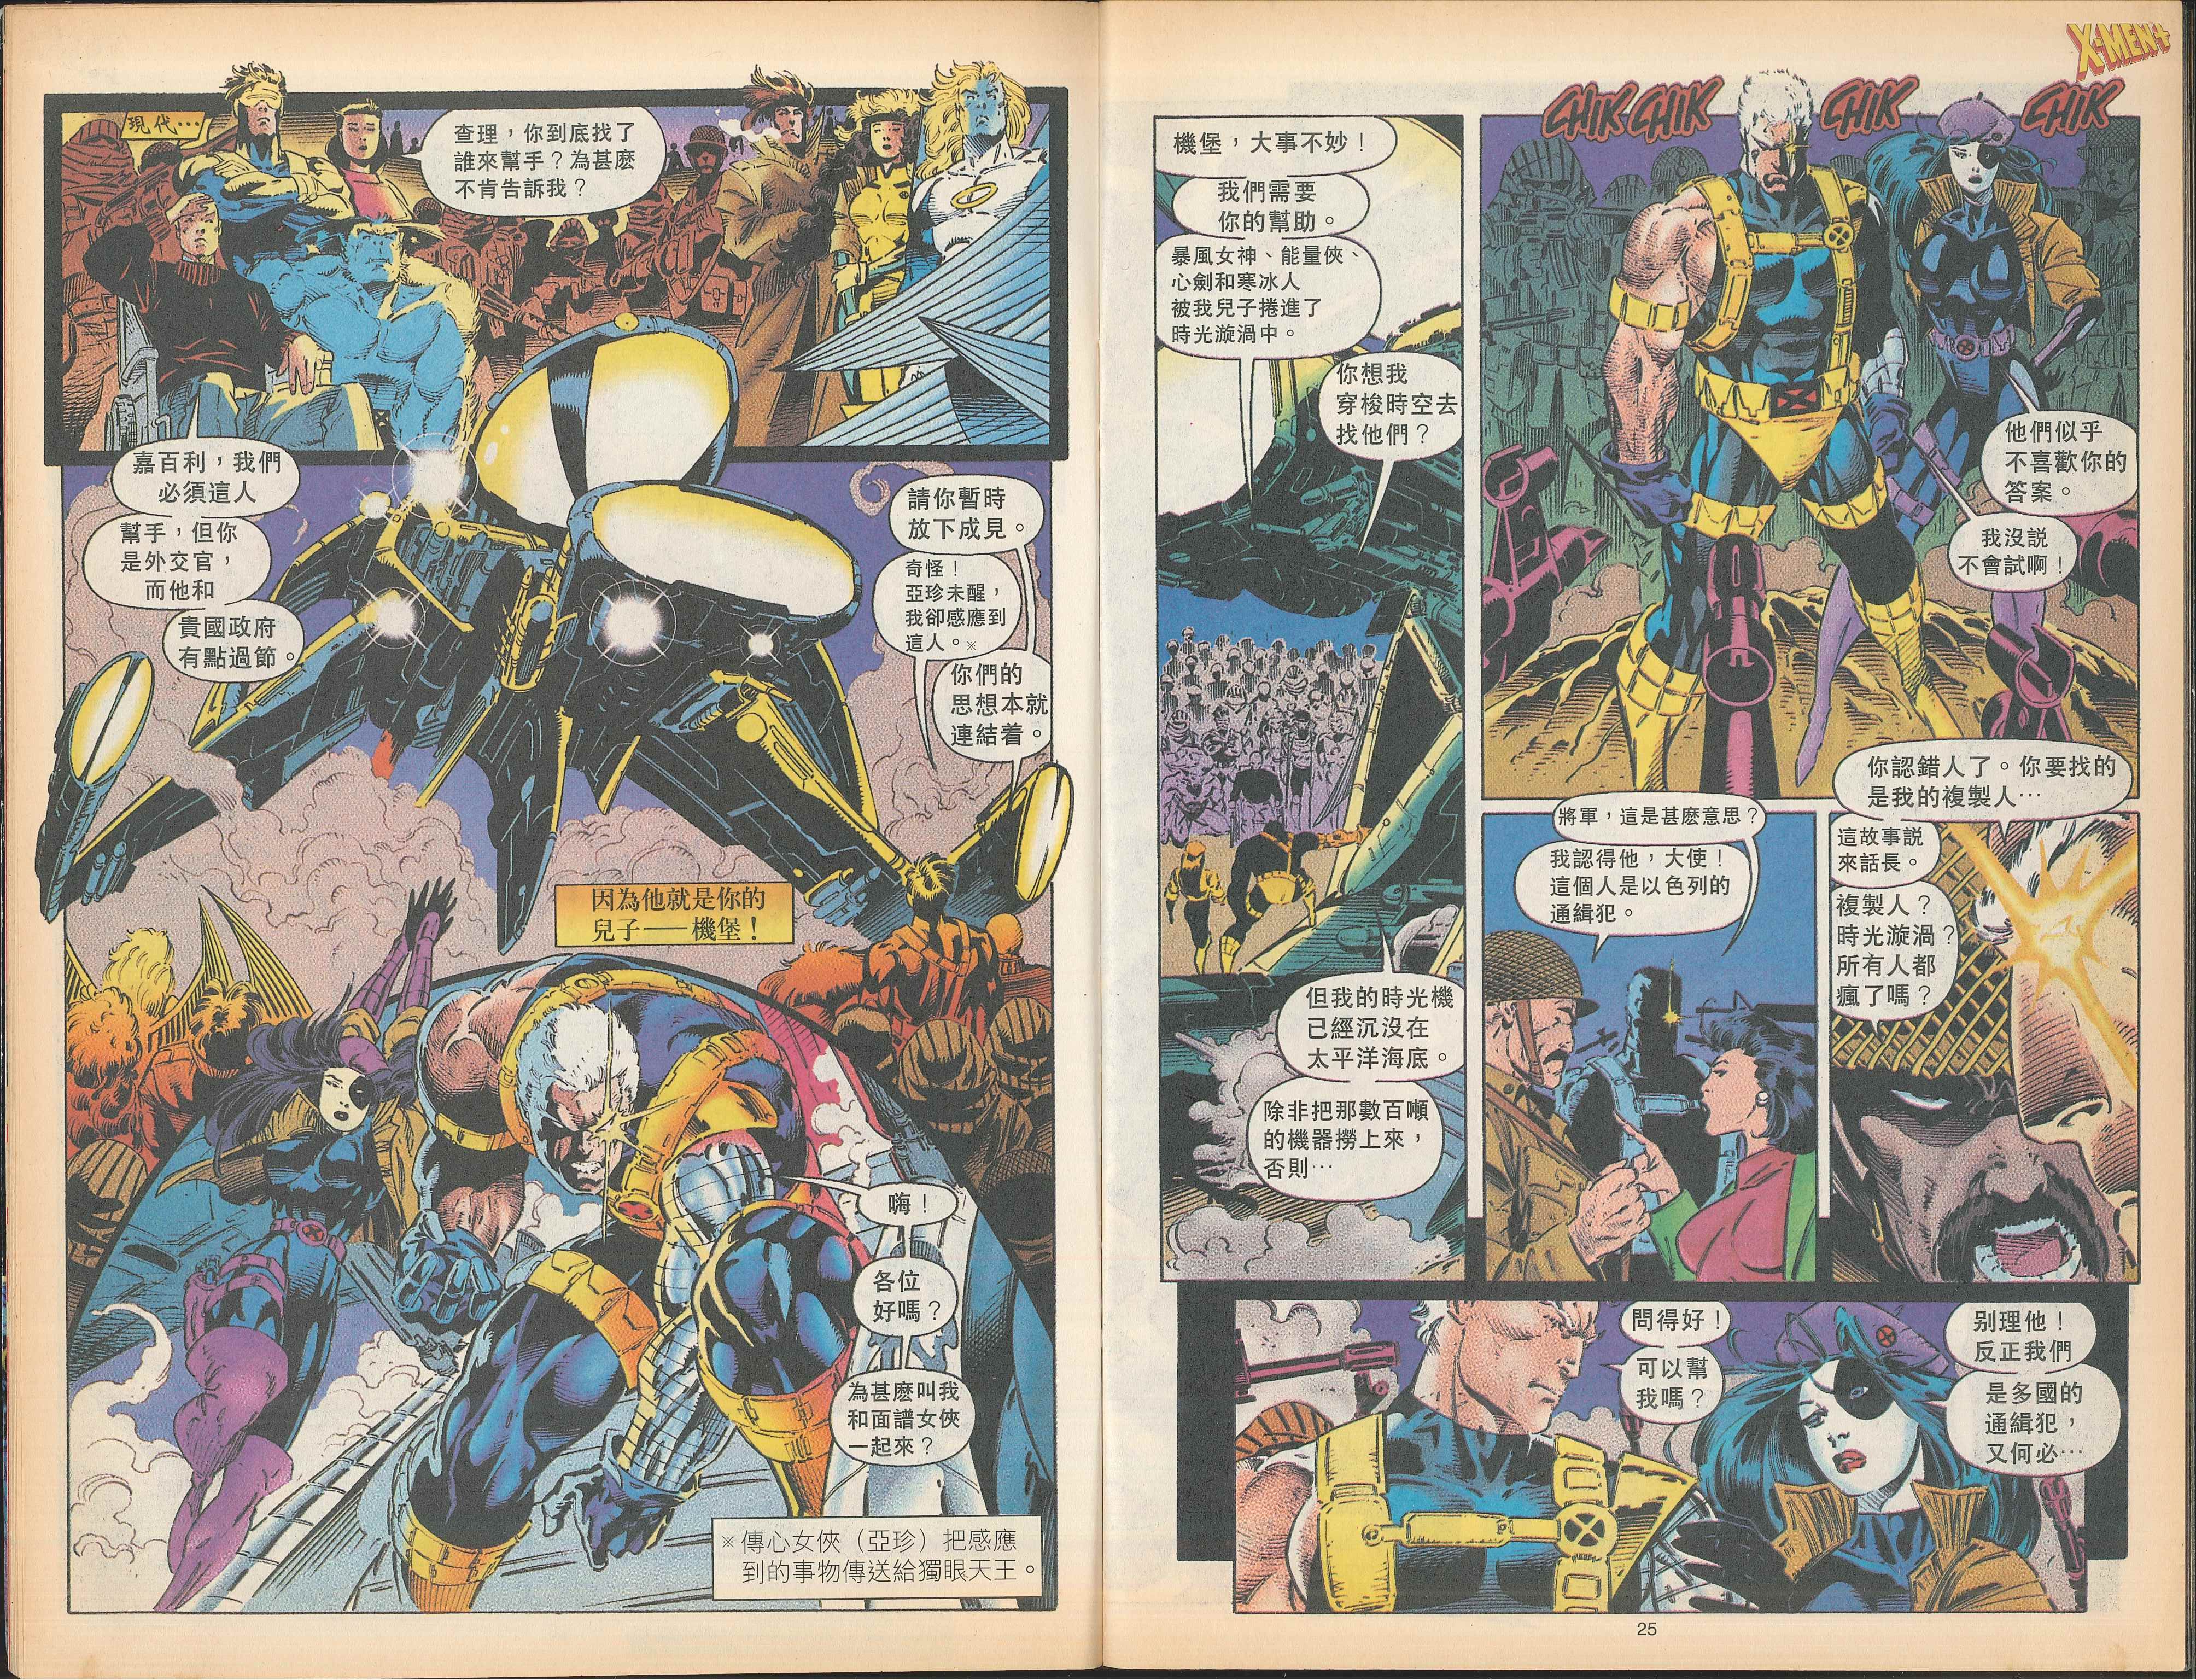 X-MEN+
現代…
查理，你到底找了
誰來幫手？為甚麽
不肯告訴我？
嘉百利，我們
必須這人
幫手，但你
是外交官，
而他和
貴國政府
有點過節。
請你暫時
放下成見。
奇怪！
亞珍未醒，
我卻感應到
這人。※
你們的
思想本就
連結着。
因為他就是你的
兒子——機堡！
嗨！
各位
好嗎？
為甚麽叫我
和面譜女俠
一起來？
※傳心女俠（亞珍）把感應
到的事物傳送給獨眼天王。
機堡，大事不妙！
我們需要
你的幫助。
暴風女神、能量俠、
心劍和寒冰人
被我兒子捲進了
時光漩渦中。
你想我
穿梭時空去
找他們？
但我的時光機
已經沉沒在
太平洋海底。
除非把那數百噸
的機器撈上來，
否則…
CHIK CHIK CHIK CHIK
他們似乎
不喜歡你的
答案。
我沒説
不會試啊！
將軍，這是甚麽意思？
我認得他，大使！
這個人是以色列的
通緝犯。
你認錯人了。你要找的
是我的複製人…
這故事説
來話長。
複製人？
時光漩渦？
所有人都
瘋了嗎？
問得好！
可以幫
我嗎？
別理他！
反正我們
是多國的
通緝犯，
又何必…
25